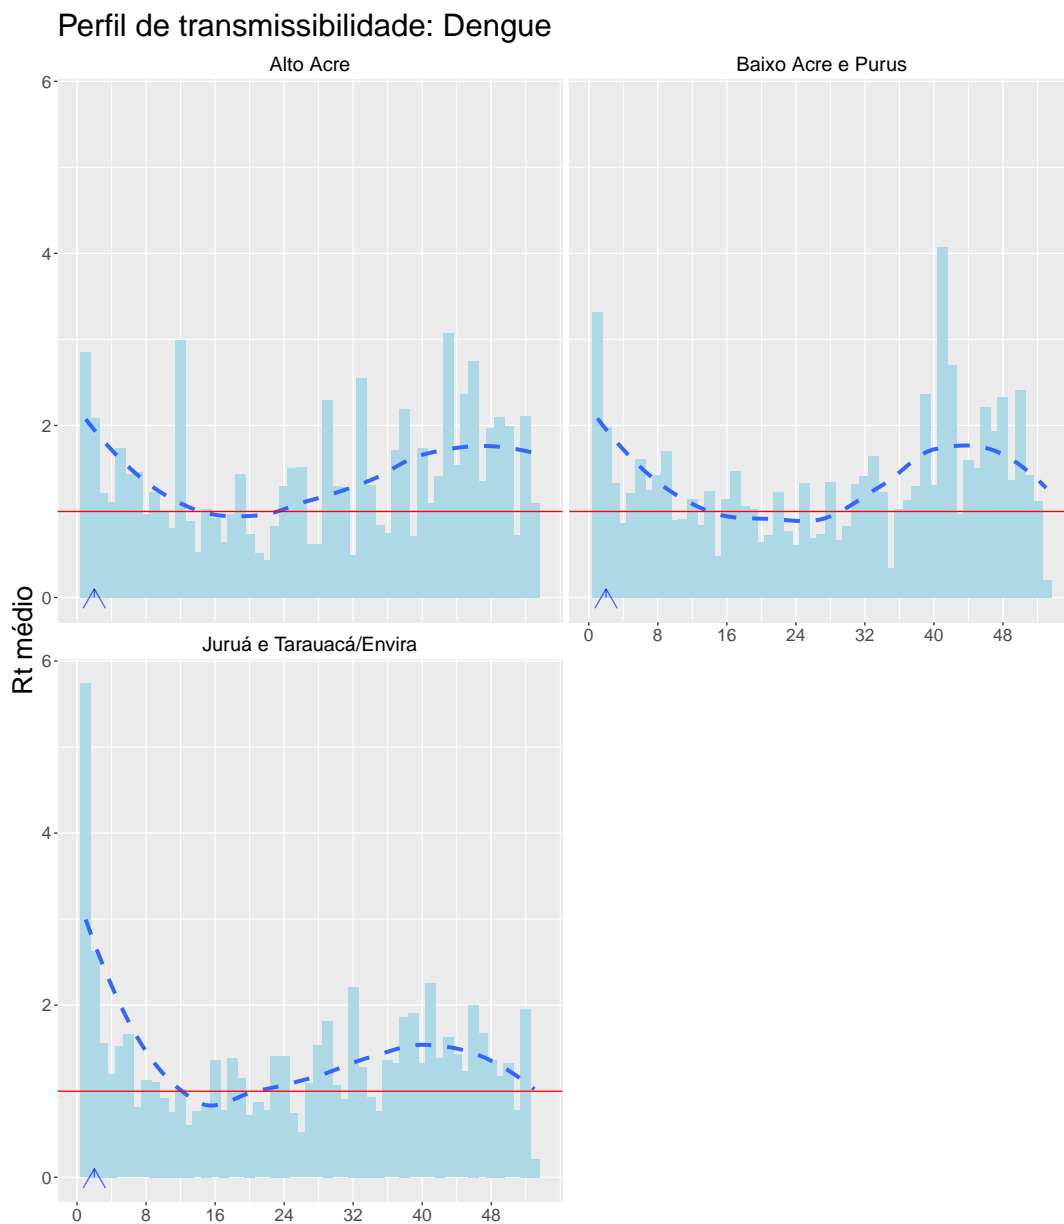 Perfil de transmissibilidade: Dengue
Alto Acre
Baixo Acre e Purus
6
4
2
0
0 8 16 24 32 40 48
Rt médio
Juruá e Tarauacá/Envira
6
4
2
0
0 8 16 24 32 40 48